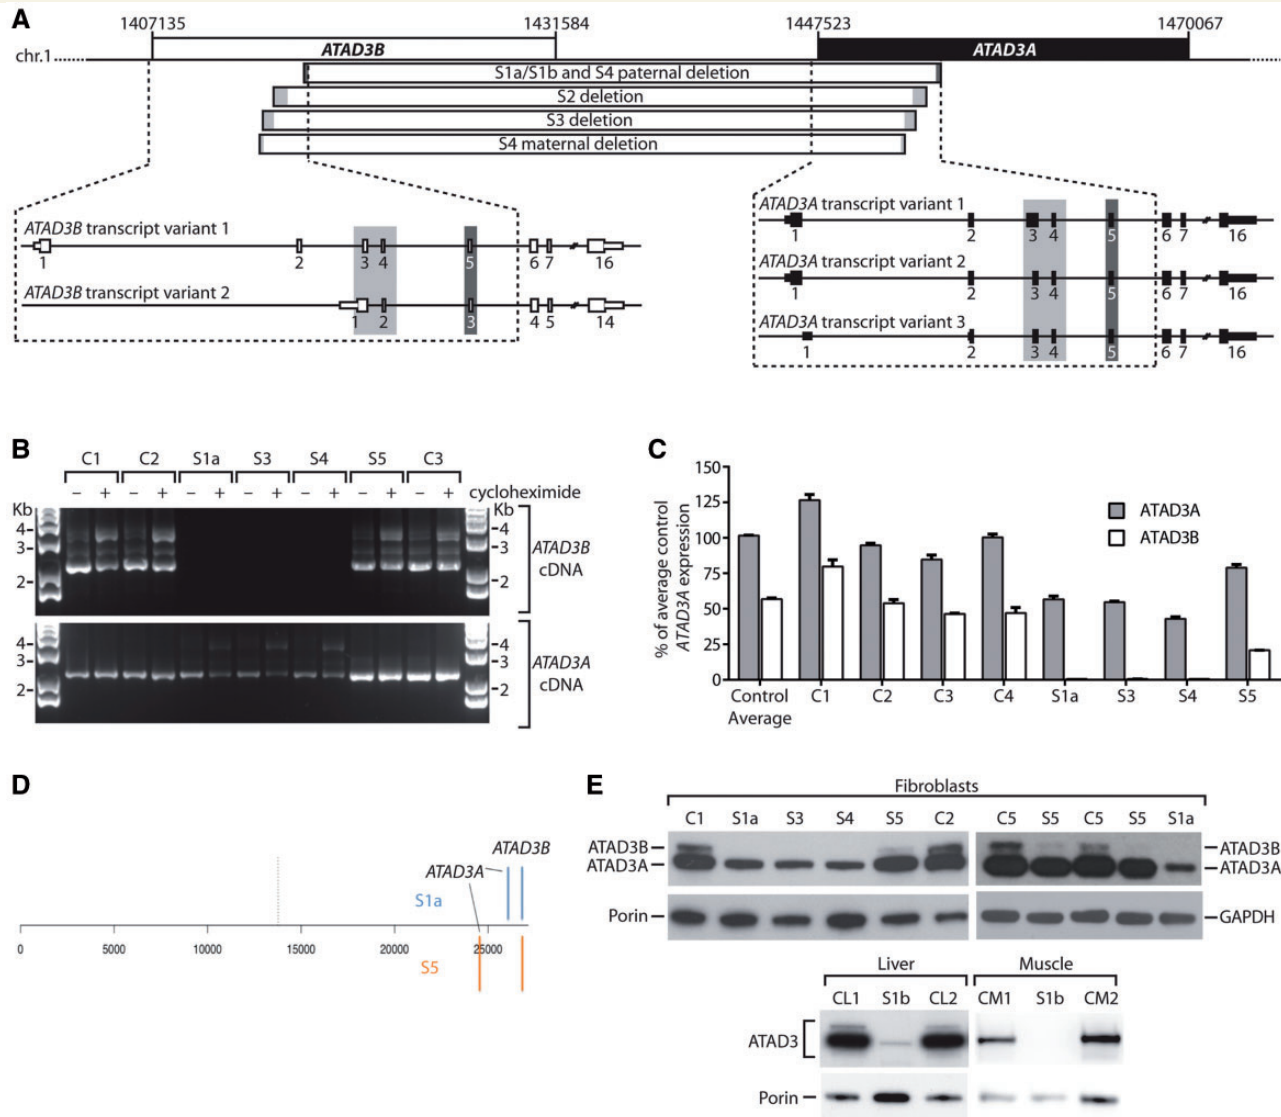 A
1407135 1431584 1447523 1470067
chr.1 ATAD3B ATAD3A
S1a/S1b and S4 paternal deletion
S2 deletion
S3 deletion
S4 maternal deletion
ATAD3B transcript variant 1
1 2 3 4 5 6 7 16
ATAD3B transcript variant 2
1 2 3 4 5 14
ATAD3A transcript variant 1
1 2 3 4 5 6 7 16
ATAD3A transcript variant 2
1 2 3 4 5 6 7 16
ATAD3A transcript variant 3
1 2 3 4 5 6 7 16
B
C1 C2 S1a S3 S4 S5 C3
– + – + – + – + – + – + – + cycloheximide
Kb Kb
4 4
3 3
2 2
ATAD3B
cDNA
4 4
3 3
2 2
ATAD3A
cDNA
C
% of average control
ATAD3A expression
150
125
100
75
50
25
0
ATAD3A
ATAD3B
Control
Average
C1 C2 C3 C4 S1a S3 S4 S5
D
ATAD3B
ATAD3A
S1a
0 5000 10000 15000 20000 25000
S5
E
Fibroblasts
C1 S1a S3 S4 S5 C2 C5 S5 C5 S5 S1a
ATAD3B ATAD3B
ATAD3A ATAD3A
Porin GAPDH
Liver Muscle
CL1 S1b CL2 CM1 S1b CM2
ATAD3
Porin